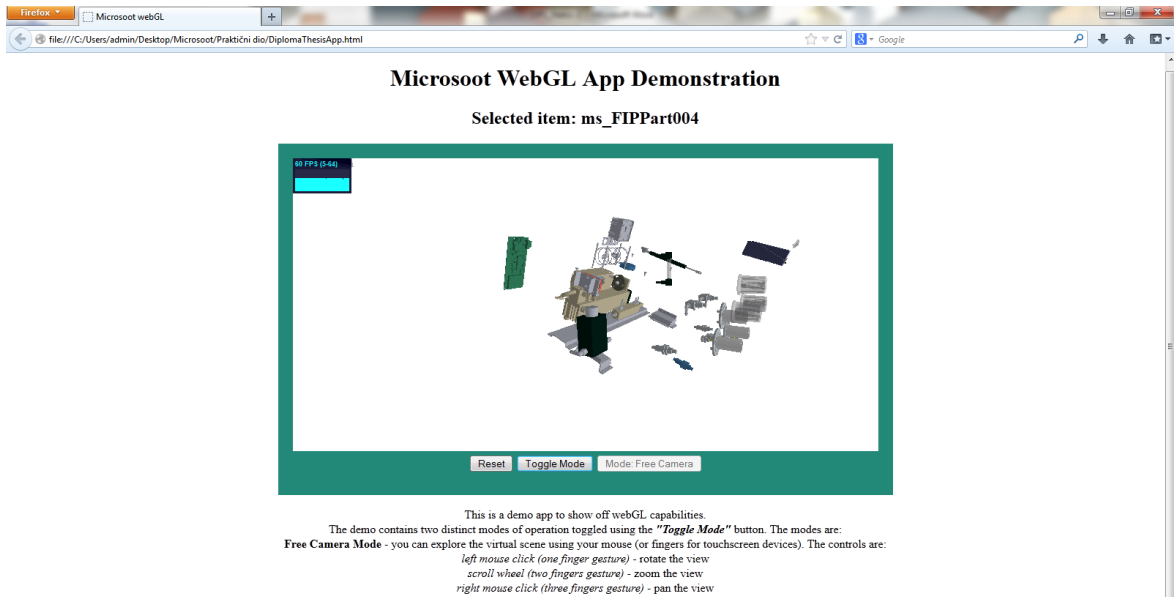 Firefox
Microsoot webGL
file:///C:/Users/admin/Desktop/Microsoot/Praktični dio/DiplomaThesisApp.html
Google
Microsoot WebGL App Demonstration
Selected item: ms_FIPPart004
60 FPS (5-64)
Reset
Toggle Mode
Mode: Free Camera
This is a demo app to show off webGL capabilities.
The demo contains two distinct modes of operation toggled using the "Toggle Mode" button. The modes are:
Free Camera Mode - you can explore the virtual scene using your mouse (or fingers for touchscreen devices). The controls are:
left mouse click (one finger gesture) - rotate the view
scroll wheel (two fingers gesture) - zoom the view
right mouse click (three fingers gesture) - pan the view